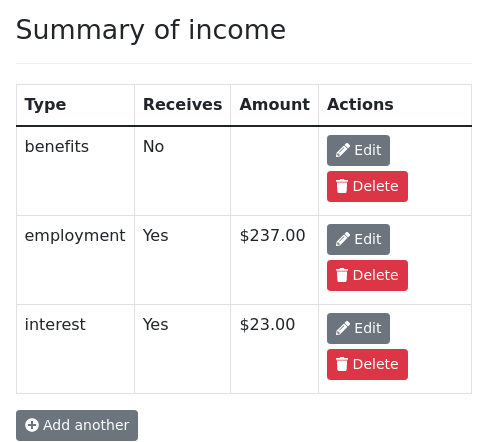 Summary of income
Type Receives Amount Actions
benefits No Edit
Delete
employment Yes $237.00 Edit
Delete
interest Yes $23.00 Edit
Delete
Add another